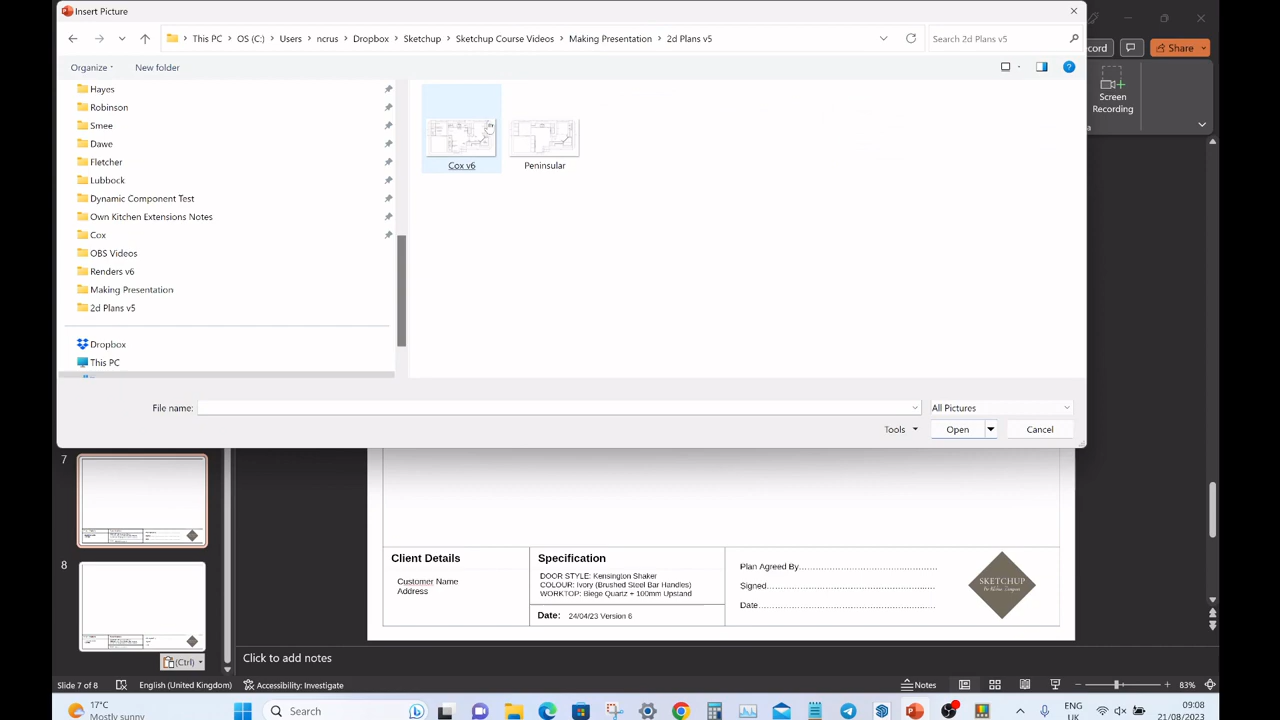 Insert Picture
This PC > OS (C:) > Users > ncrus > Dropbox > Sketchup > Sketchup Course Videos > Making Presentation > 2d Plans v5
Search 2d Plans v5
Organize
New folder
Hayes
Robinson
Smee
Dawe
Fletcher
Lubbock
Dynamic Component Test
Own Kitchen Extensions Notes
Cox
OBS Videos
Renders v6
Making Presentation
2d Plans v5
Dropbox
This PC
Cox v6
Peninsular
File name:
All Pictures
Tools
Open
Cancel
cord
Share
Screen
Recording
7
8
(Ctrl)
Client Details
Customer Name
Address
Specification
DOOR STYLE: Kensington Shaker
COLOUR: Ivory (Brushed Steel Bar Handles)
WORKTOP: Biege Quartz + 100mm Upstand
Date: 24/04/23 Version 6
Plan Agreed By
Signed
Date
SKETCHUP
For Kitchen Designers
Click to add notes
Slide 7 of 8
English (United Kingdom)
Accessibility: Investigate
Notes
83%
17°C
Mostly sunny
Search
ENG
UK
09:08
21/08/2023